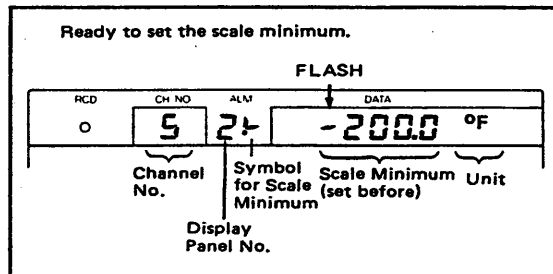 Ready to set the scale minimum.
FLASH
RCD CH NO ALM DATA
5 2 -200.0 °F
Channel No.
Symbol for Scale Minimum
Scale Minimum (set before)
Unit
Display Panel No.